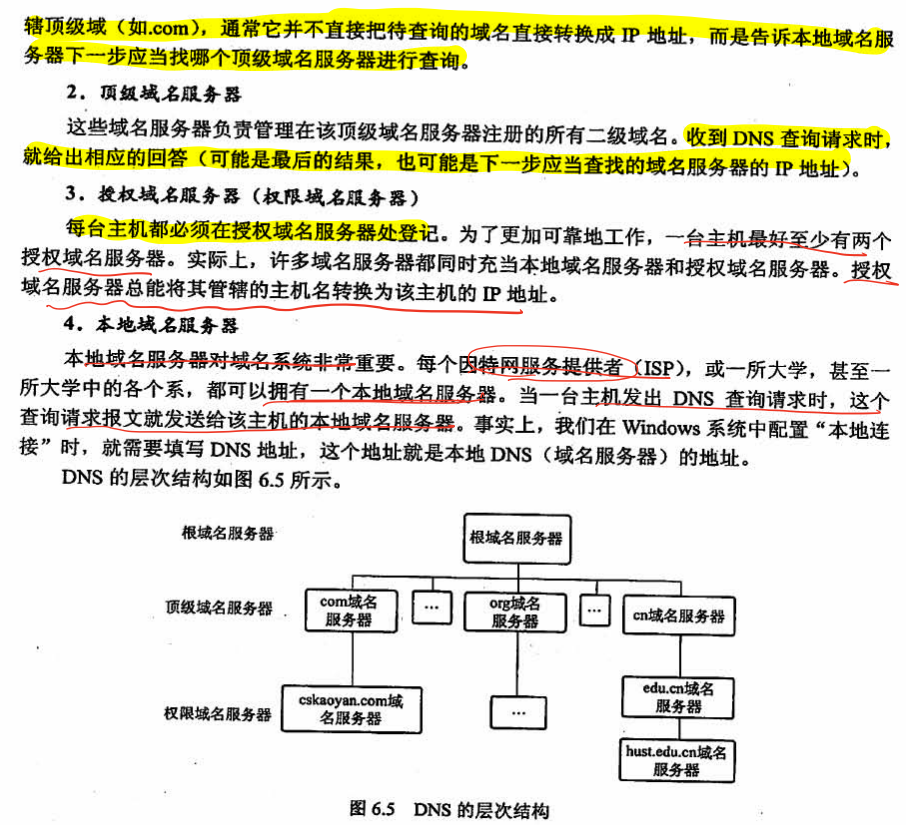 辖顶级域（如.com），通常它并不直接把待查询的域名直接转换成 IP 地址，而是告诉本地域名服
务器下一步应当找哪个顶级域名服务器进行查询。
2．顶级域名服务器
这些域名服务器负责管理在该顶级域名服务器注册的所有二级域名。收到 DNS 查询请求时，
就给出相应的回答（可能是最后的结果，也可能是下一步应当查找的域名服务器的 IP 地址）。
3．授权域名服务器（权限域名服务器）
每台主机都必须在授权域名服务器处登记。为了更加可靠地工作，一台主机最好至少有两个
授权域名服务器。实际上，许多域名服务器都同时充当本地域名服务器和授权域名服务器。授权
域名服务器总能将其管辖的主机名转换为该主机的 IP 地址。
4．本地域名服务器
本地域名服务器对域名系统非常重要。每个因特网服务提供者（ISP），或一所大学，甚至一
所大学中的各个系，都可以拥有一个本地域名服务器。当一台主机发出 DNS 查询请求时，这个
查询请求报文就发送给该主机的本地域名服务器。事实上，我们在 Windows 系统中配置“本地连
接”时，就需要填写 DNS 地址，这个地址就是本地 DNS（域名服务器）的地址。
DNS 的层次结构如图 6.5 所示。
根域名服务器
根域名服务器
顶级域名服务器
com域名
服务器
…
org域名
服务器
…
cn域名服务器
权限域名服务器
cskaoyan.com域
名服务器
…
edu.cn域名
服务器
hust.edu.cn域名
服务器
图 6.5 DNS 的层次结构